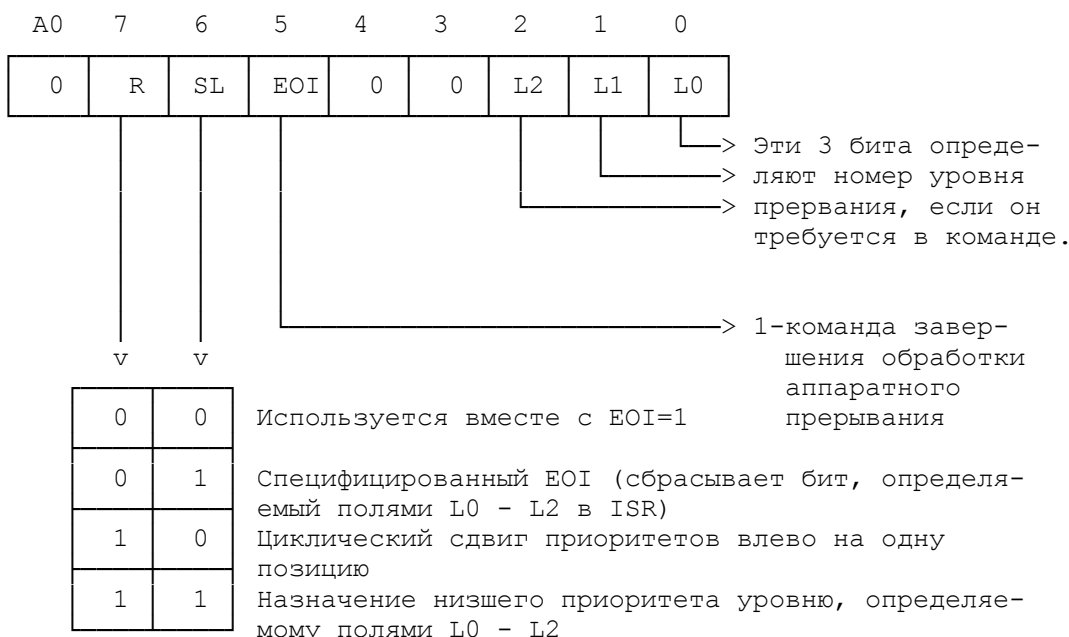 A0 7 6 5 4 3 2 1 0
0 R SL EOI 0 0 L2 L1 L0
> Эти 3 бита опреде-
> ляют номер уровня
> прервания, если он
требуется в команде.
> 1-команда завер-
v v шения обработки
аппаратного
0 0 Используется вместе с EOI=1 прерывания
0 1 Специфицированный EOI (сбрасывает бит, определя-
емый полями L0 - L2 в ISR)
1 0 Циклический сдвиг приоритетов влево на одну
позицию
1 1 Назначение низшего приоритета уровню, определяе-
мому полями L0 - L2